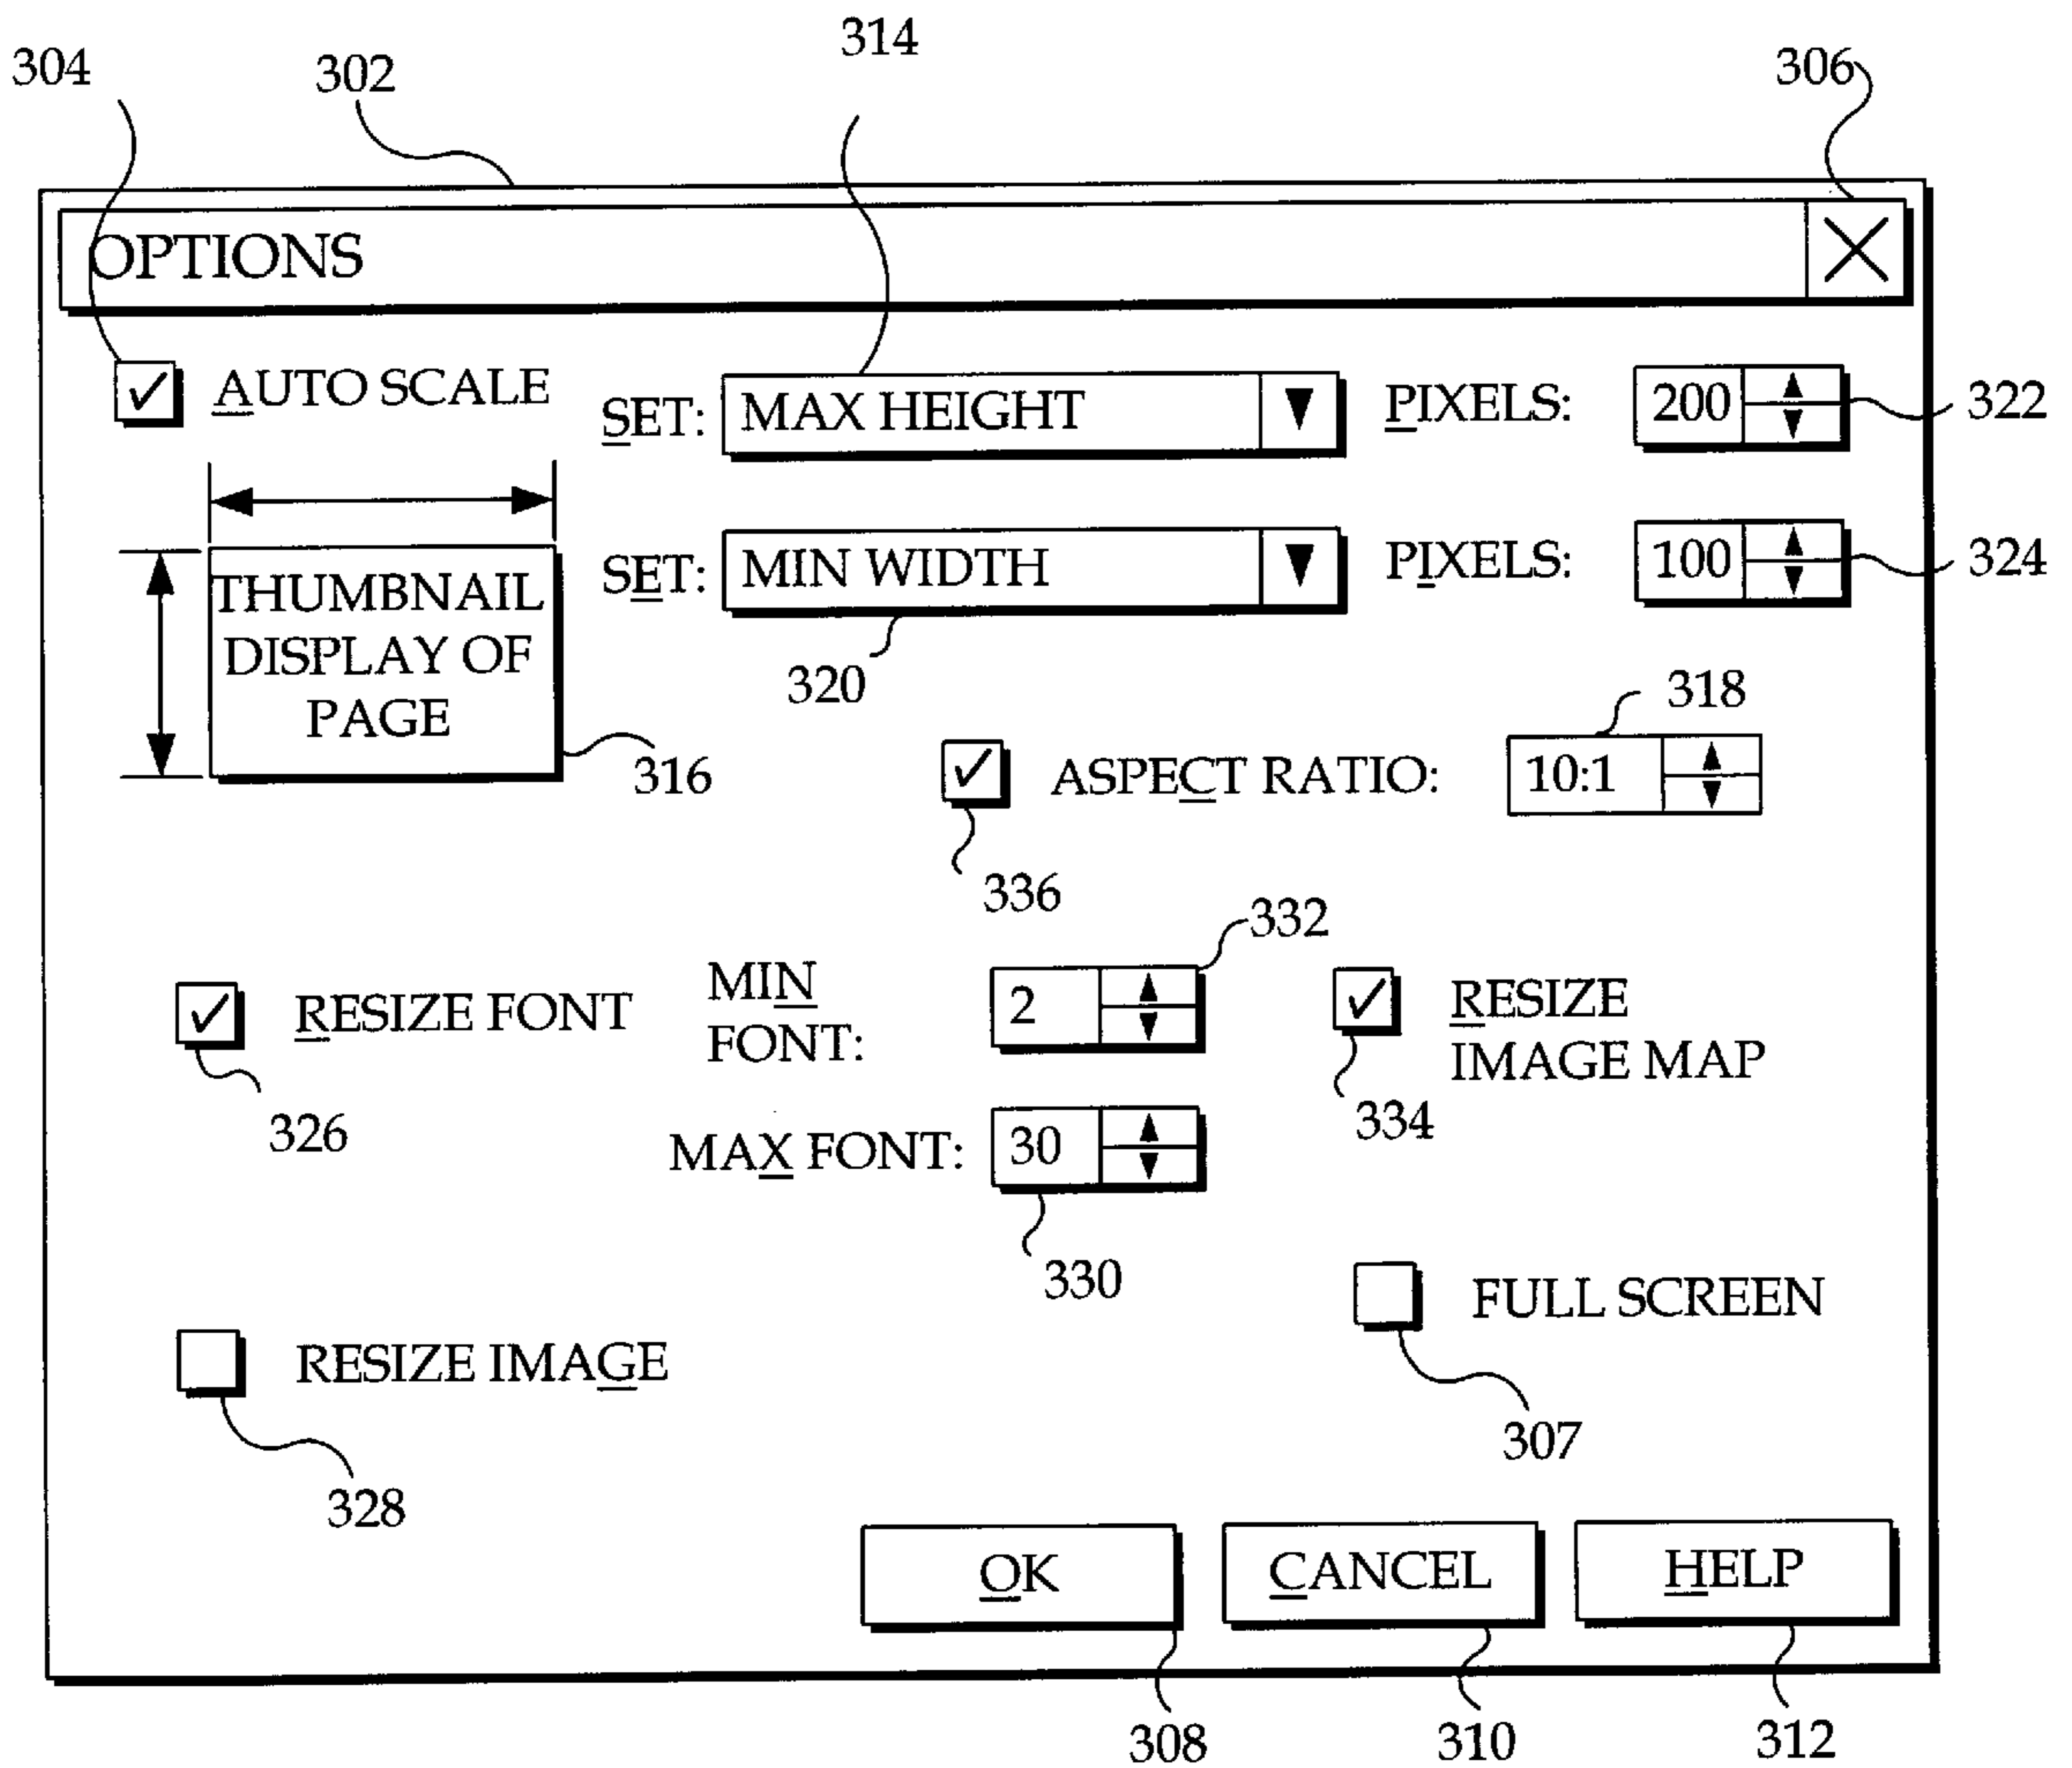 314
304
302
306
OPTIONS
AUTO SCALE
SET: MAX HEIGHT
PIXELS: 200
322
SET: MIN WIDTH
PIXELS: 100
324
320
THUMBNAIL
DISPLAY OF
PAGE
316
318
ASPECT RATIO: 10:1
336
332
RESIZE FONT
326
MIN
FONT:
2
RESIZE
IMAGE MAP
334
MAX FONT: 30
330
FULL SCREEN
307
RESIZE IMAGE
328
OK
CANCEL
HELP
308
310
312